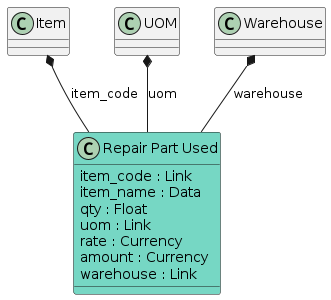 C Item
C UOM
C Warehouse
item_code
uom
warehouse
C Repair Part Used
item_code : Link
item_name : Data
qty : Float
uom : Link
rate : Currency
amount : Currency
warehouse : Link